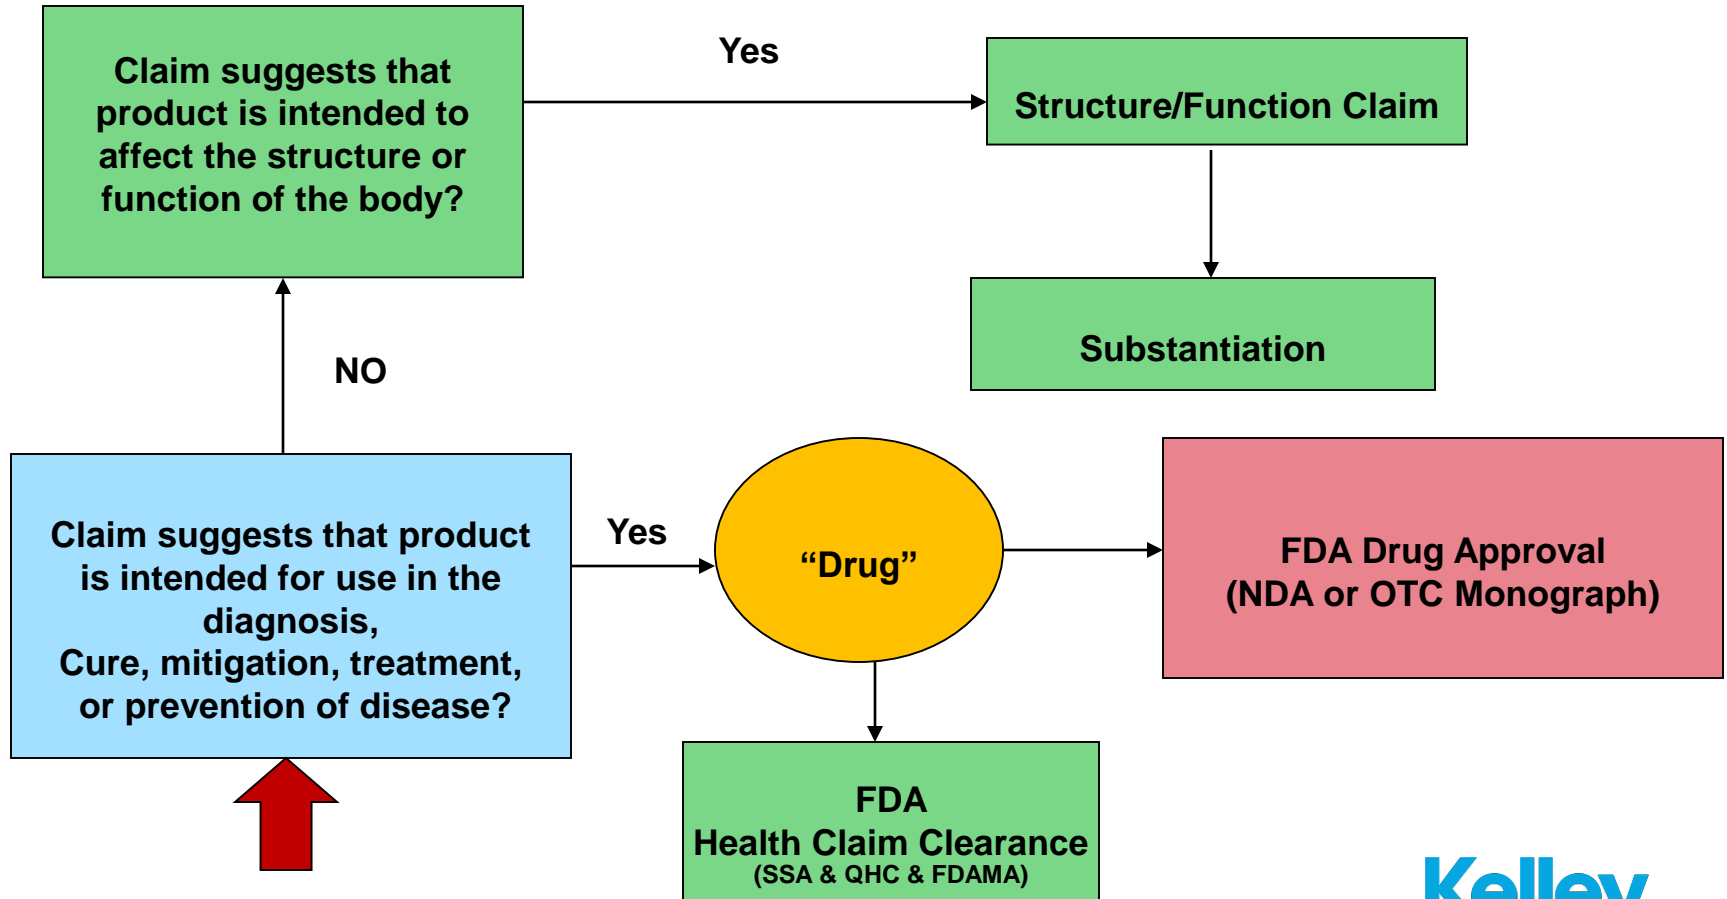 Claim suggests that
product is intended to
affect the structure or
function of the body?
Yes
Structure/Function Claim
Substantiation
NO
Claim suggests that product
is intended for use in the
diagnosis,
Cure, mitigation, treatment,
or prevention of disease?
Yes
“Drug”
FDA Drug Approval
(NDA or OTC Monograph)
FDA
Health Claim Clearance
(SSA & QHC & FDAMA)
Kelley